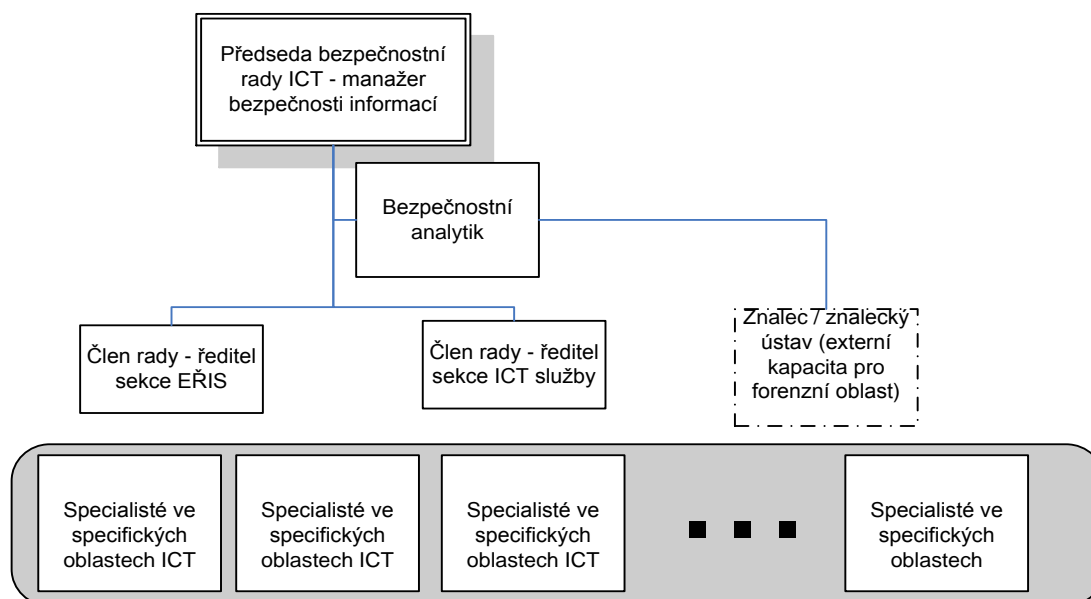 Předseda bezpečnostní
rady ICT - manažer
bezpečnosti informací
Bezpečnostní
analytik
Člen rady - ředitel
sekce EŘIS
Člen rady - ředitel
sekce ICT služby
Znalec / znalecký
ústav (externí
kapacita pro
forenzní oblast)
Specialisté ve
specifických
oblastech ICT
Specialisté ve
specifických
oblastech ICT
Specialisté ve
specifických
oblastech ICT
Specialisté ve
specifických
oblastech